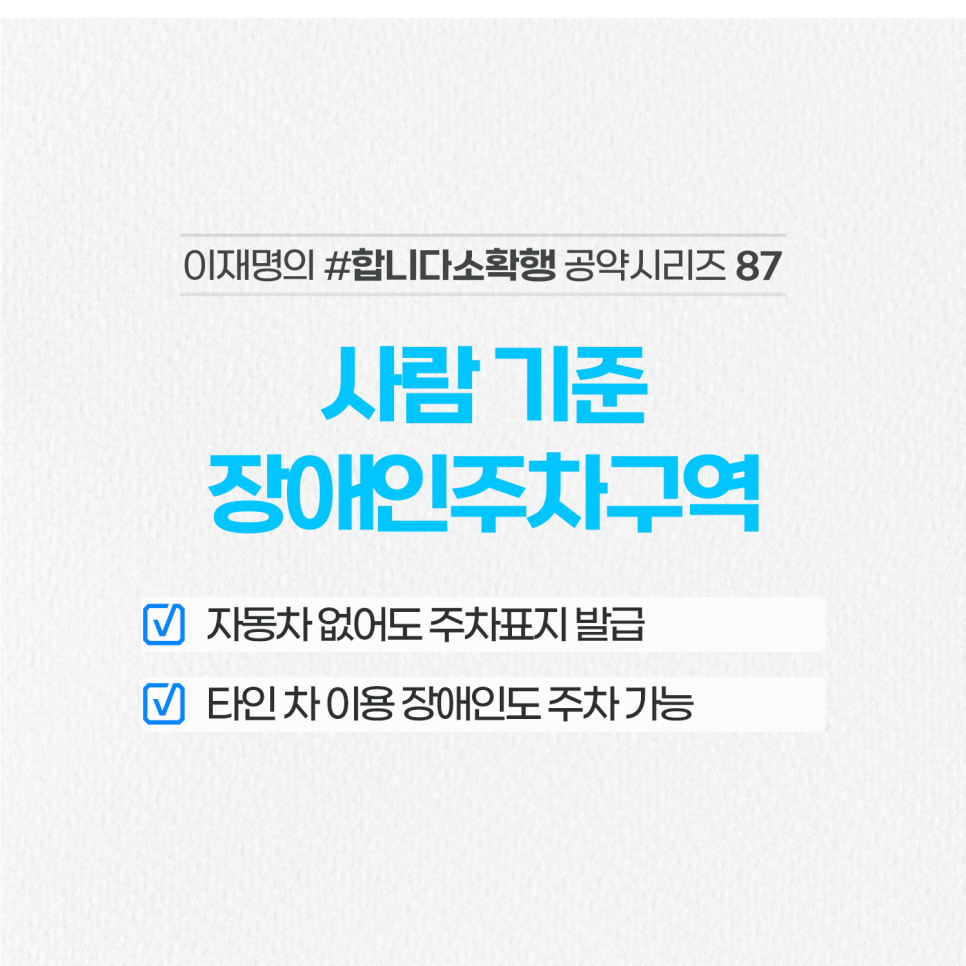 이재명의 #합니다소확행 공약시리즈 87
사람 기준
장애인주차구역
자동차 없어도 주차표지 발급
타인 차 이용 장애인도 주차 가능